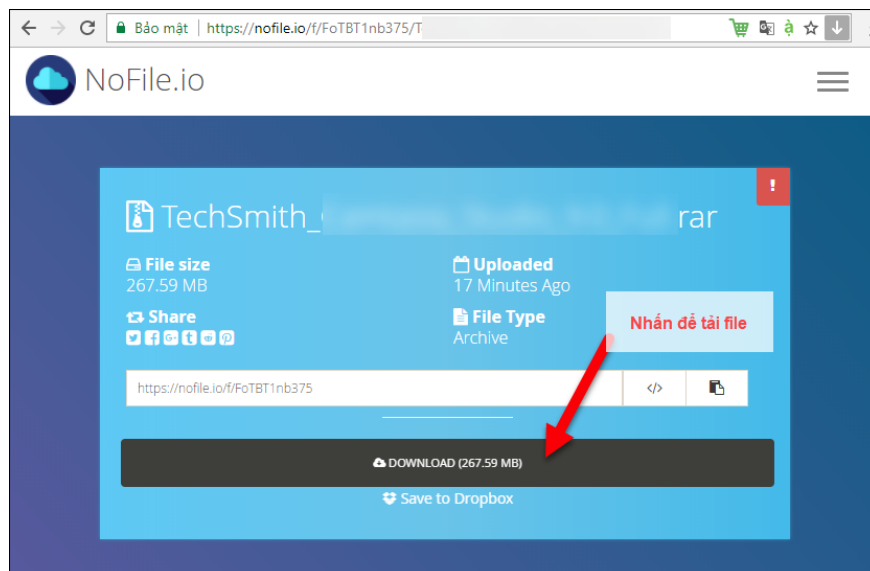 Bảo mật | https://nofile.io/f/FoTBT1nb375/T
NoFile.io
TechSmith_ rar
File size
267.59 MB
Uploaded
17 Minutes Ago
Share
File Type
Archive
Nhấn để tải file
https://nofile.io/f/FoTBT1nb375
</>
DOWNLOAD (267.59 MB)
Save to Dropbox